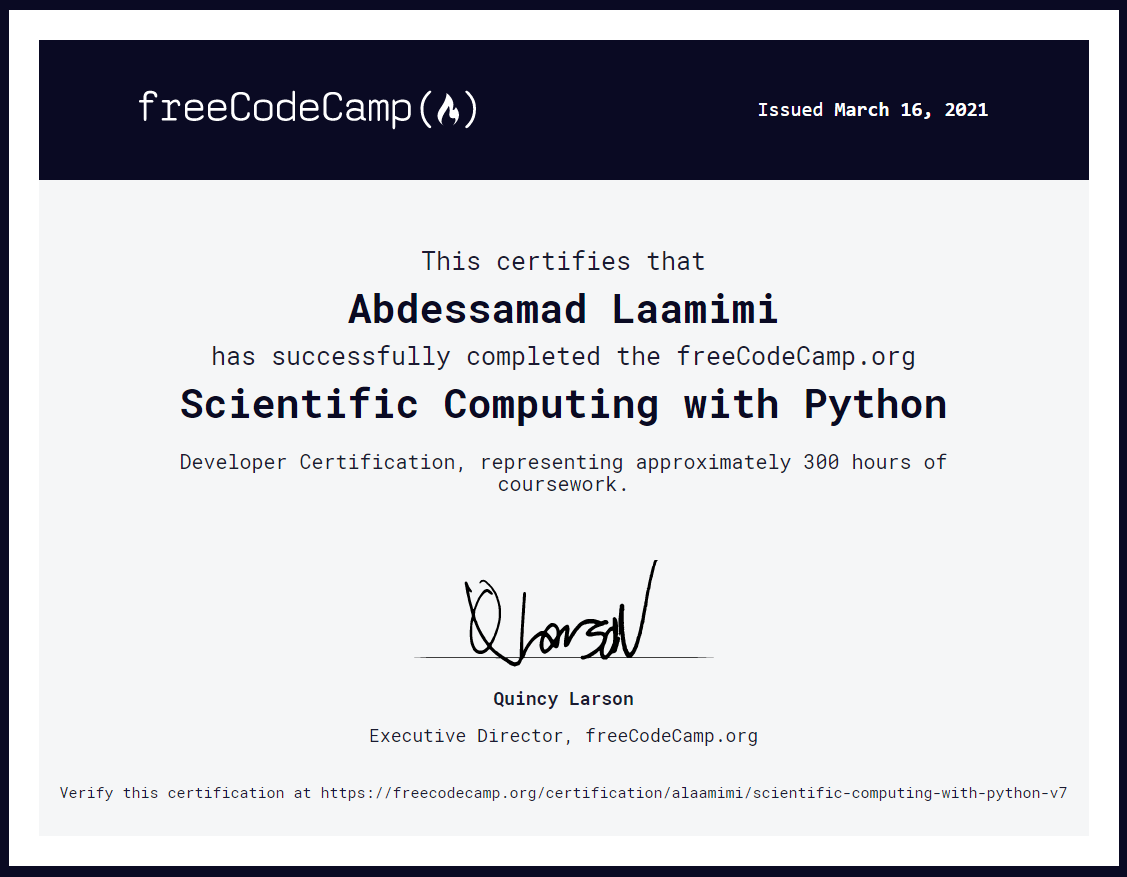 freeCodeCamp
Issued March 16, 2021
This certifies that
Abdessamad Laamimi
has successfully completed the freeCodeCamp.org
Scientific Computing with Python
Developer Certification, representing approximately 300 hours of
coursework.
Q Larson
Quincy Larson
Executive Director, freeCodeCamp.org
Verify this certification at https://freecodecamp.org/certification/alaamimi/scientific-computing-with-python-v7